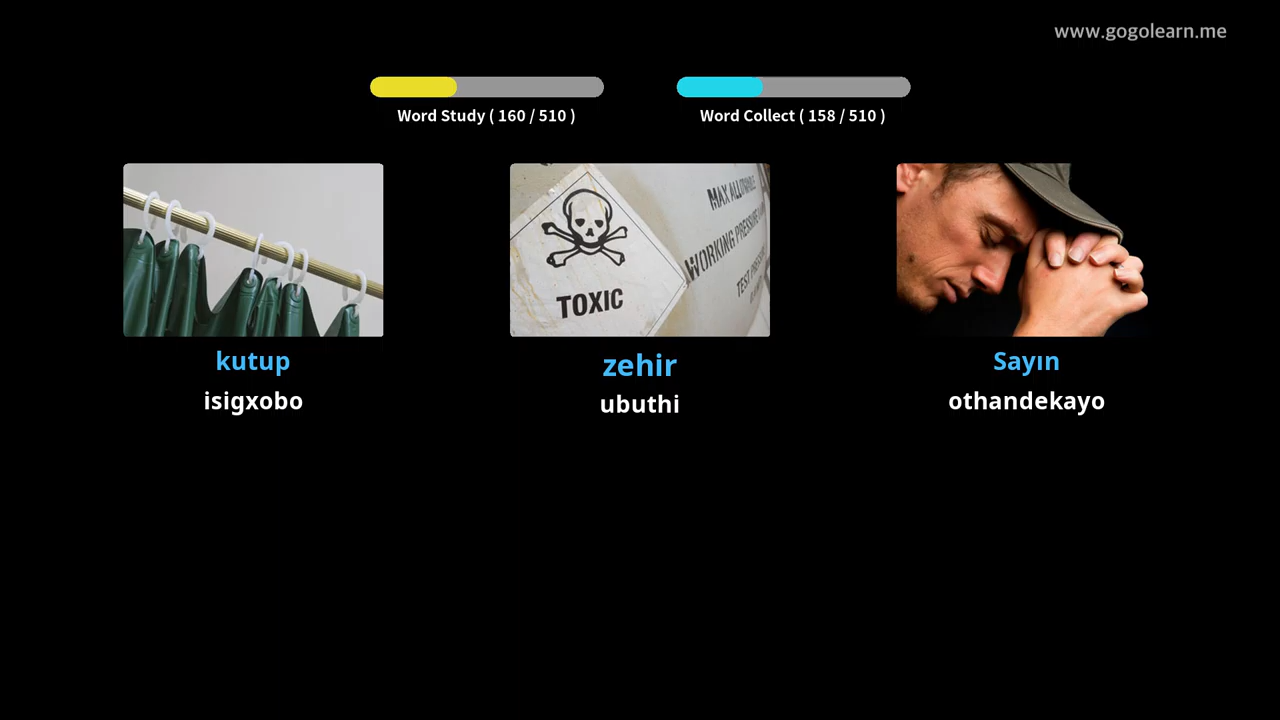 www.gogolearn.me
Word Study ( 160 / 510 )
Word Collect ( 158 / 510 )
MAX ALLOWABLE
WORKING PRESSURE
TEST
TOXIC
kutup
zehir
Sayın
isigxobo
ubuthi
othandekayo